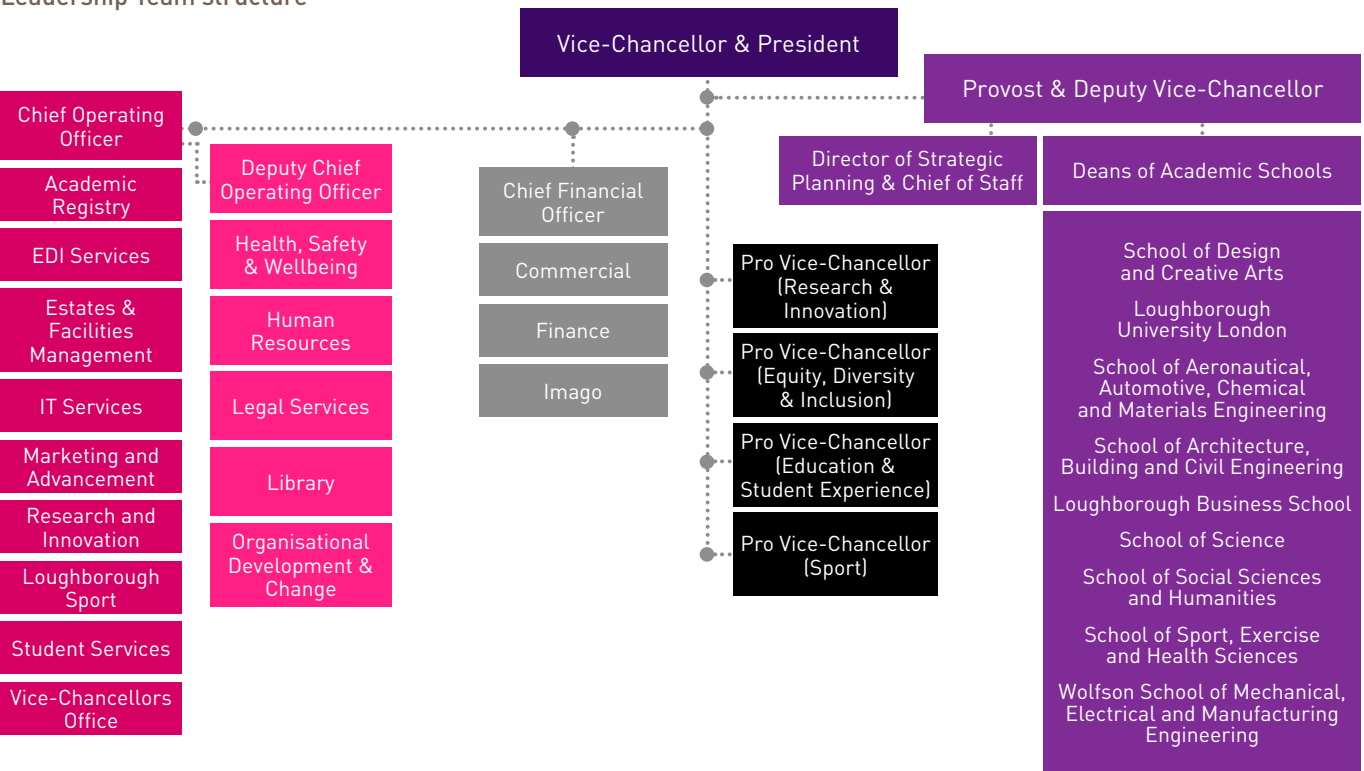 Leadership Team structure
Vice-Chancellor & President
Provost & Deputy Vice-Chancellor
Chief Operating
Officer
Academic
Registry
EDI Services
Estates &
Facilities
Management
IT Services
Marketing and
Advancement
Research and
Innovation
Loughborough
Sport
Student Services
Vice-Chancellors
Office
Deputy Chief
Operating Officer
Health, Safety
& Wellbeing
Human
Resources
Legal Services
Library
Organisational
Development &
Change
Chief Financial
Officer
Commercial
Finance
Imago
Pro Vice-Chancellor
(Research &
Innovation)
Pro Vice-Chancellor
(Equity, Diversity
& Inclusion)
Pro Vice-Chancellor
(Education &
Student Experience)
Pro Vice-Chancellor
(Sport)
Director of Strategic
Planning & Chief of Staff
Deans of Academic Schools
School of Design
and Creative Arts
Loughborough
University London
School of Aeronautical,
Automotive, Chemical
and Materials Engineering
School of Architecture,
Building and Civil Engineering
Loughborough Business School
School of Science
School of Social Sciences
and Humanities
School of Sport, Exercise
and Health Sciences
Wolfson School of Mechanical,
Electrical and Manufacturing
Engineering